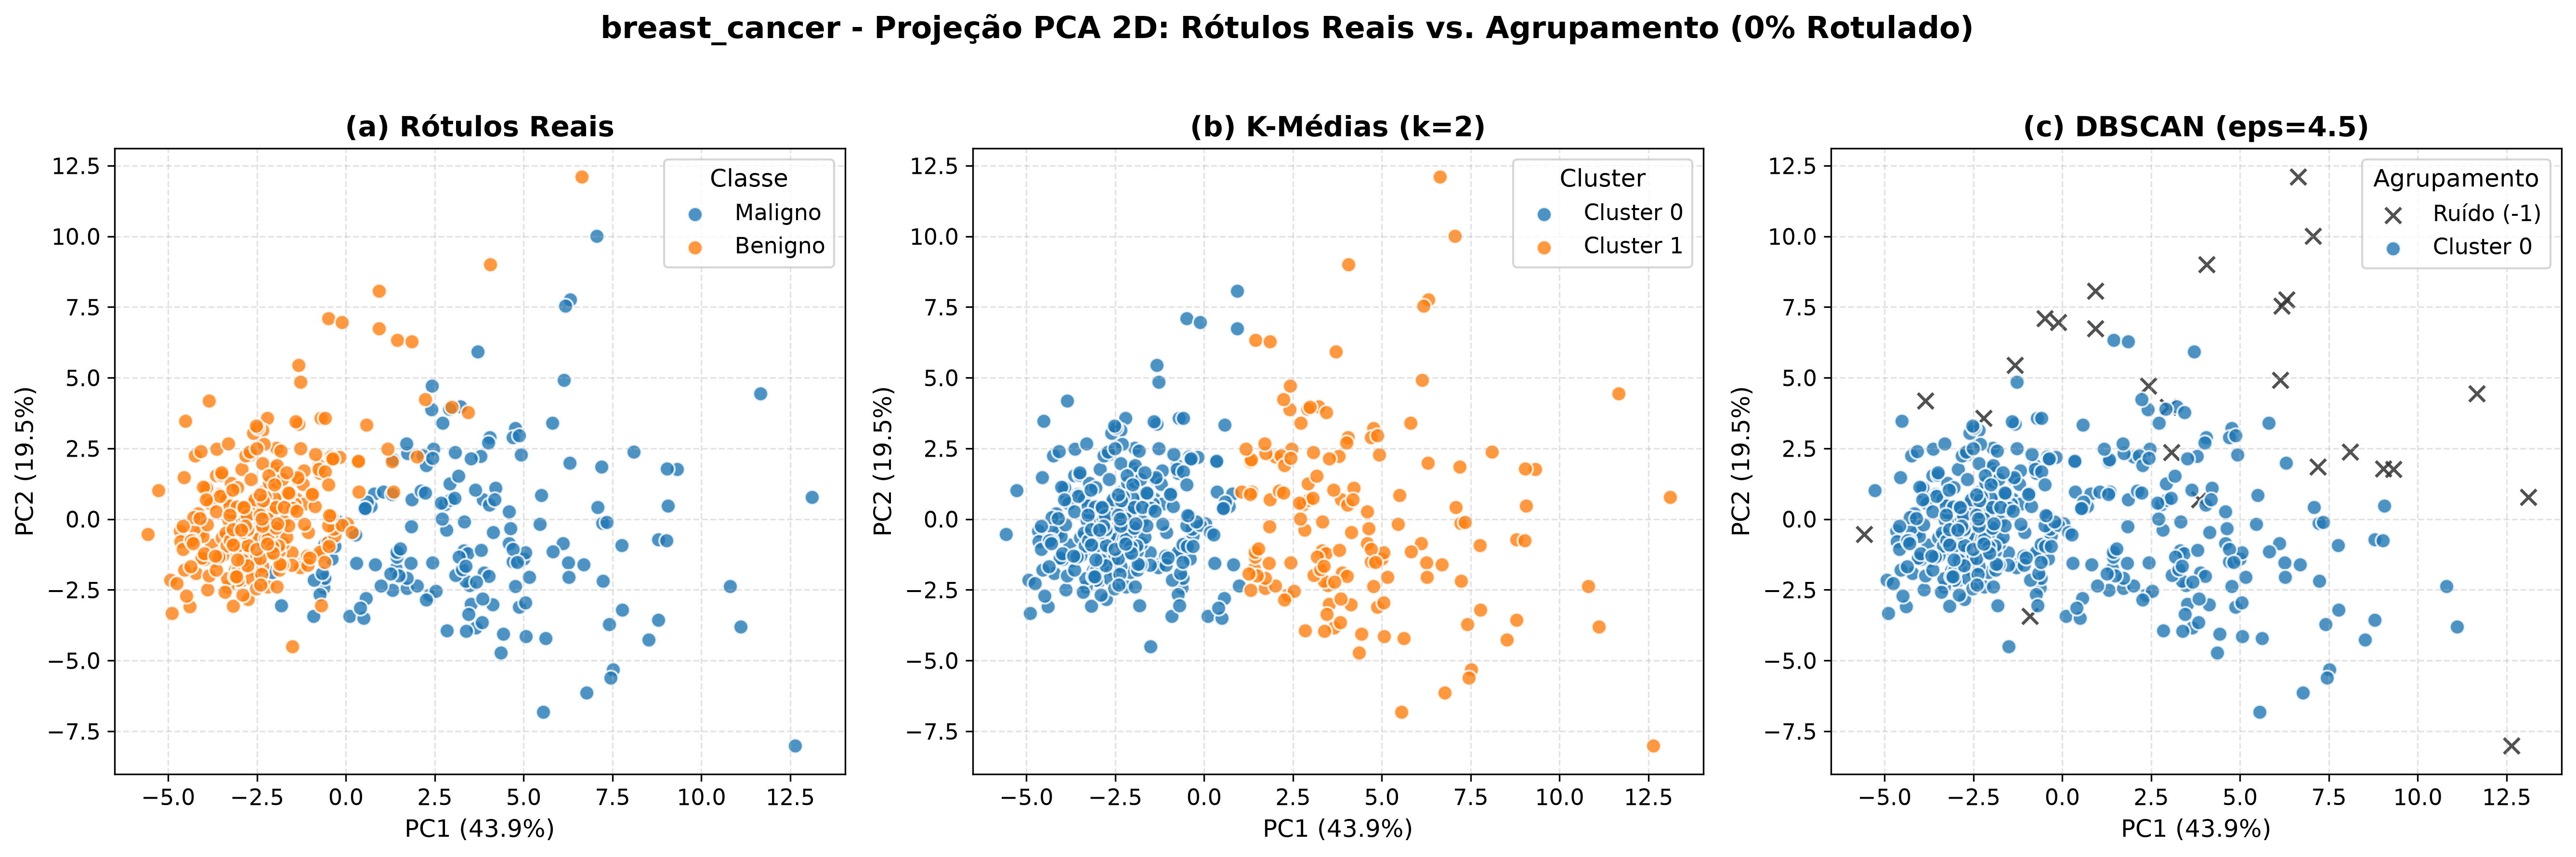 breast_cancer - Projeção PCA 2D: Rótulos Reais vs. Agrupamento (0% Rotulado)
(a) Rótulos Reais
12.5
10.0
7.5
5.0
2.5
0.0
−2.5
−5.0
−7.5
PC2 (19.5%)
−5.0 −2.5 0.0 2.5 5.0 7.5 10.0 12.5
PC1 (43.9%)
Classe
Maligno
Benigno
(b) K-Médias (k=2)
12.5
10.0
7.5
5.0
2.5
0.0
−2.5
−5.0
−7.5
PC2 (19.5%)
−5.0 −2.5 0.0 2.5 5.0 7.5 10.0 12.5
PC1 (43.9%)
Cluster
Cluster 0
Cluster 1
(c) DBSCAN (eps=4.5)
12.5
10.0
7.5
5.0
2.5
0.0
−2.5
−5.0
−7.5
PC2 (19.5%)
−5.0 −2.5 0.0 2.5 5.0 7.5 10.0 12.5
PC1 (43.9%)
Agrupamento
Ruído (-1)
Cluster 0